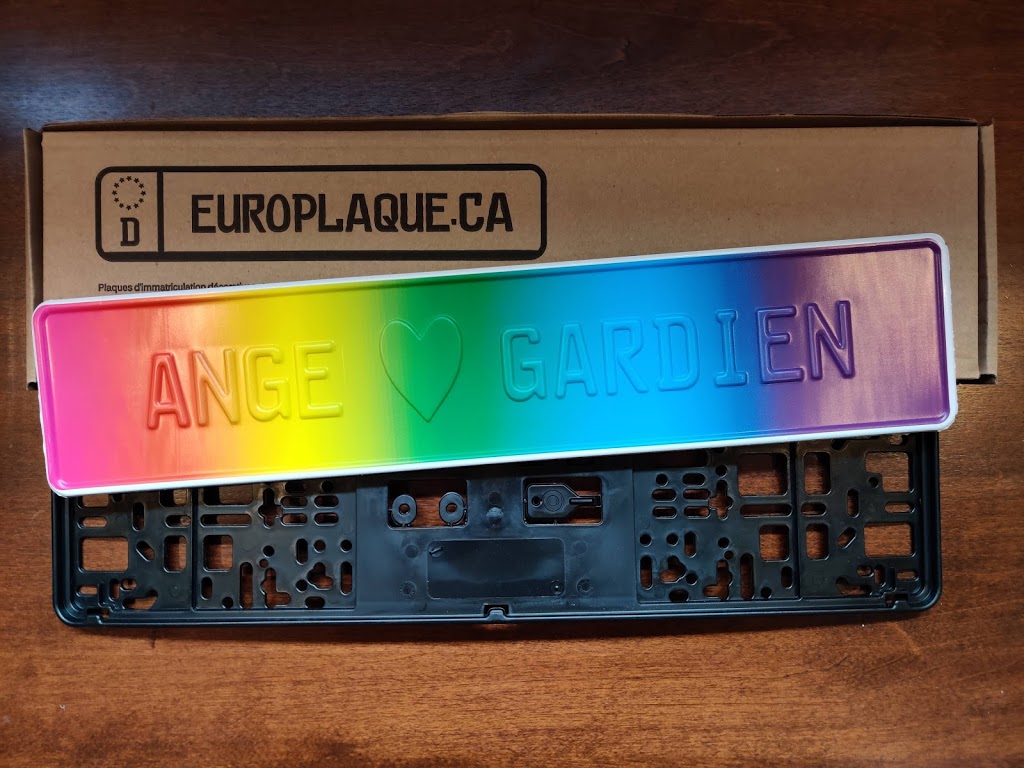 D
EUROPLAQUE.CA
Plaques d'immatriculation
ANGE ♡ GARDIEN